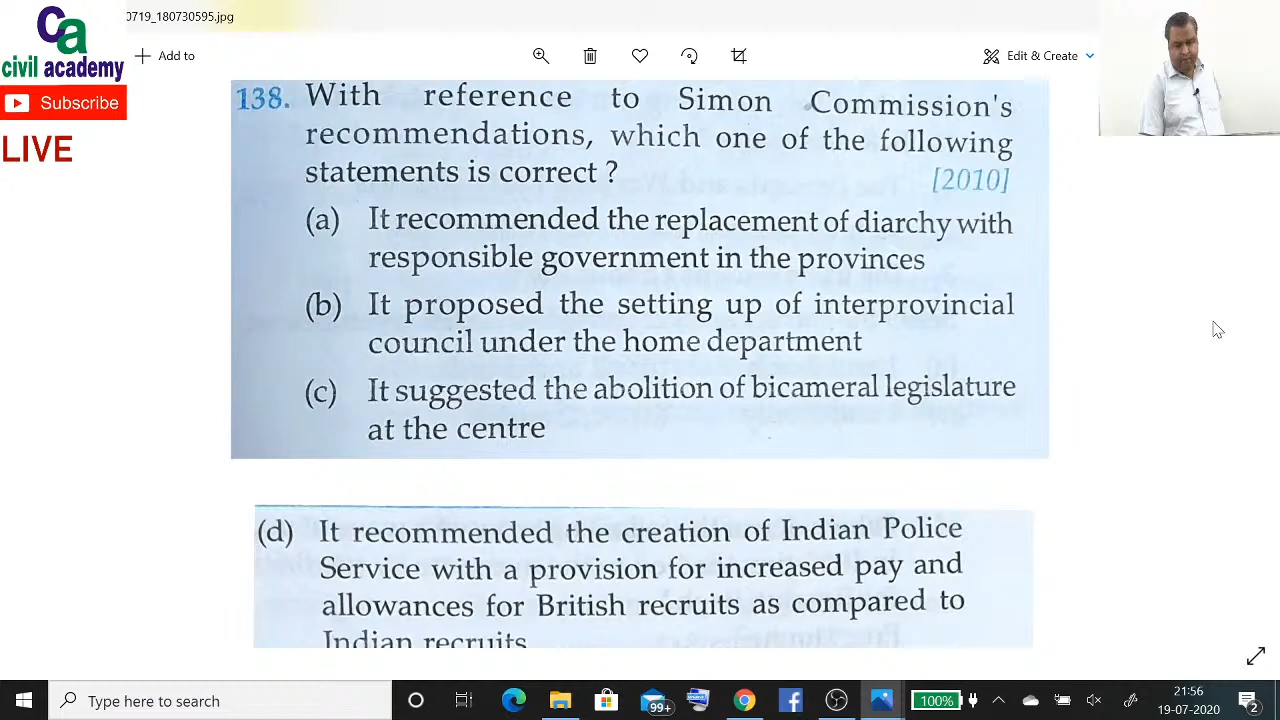 0719_180730595.jpg
ca
civil academy
Subscribe
LIVE
Add to
Edit & Create
138. With reference to Simon Commission's
recommendations, which one of the following
statements is correct ?
[2010]
(a) It recommended the replacement of diarchy with
responsible government in the provinces
(b) It proposed the setting up of interprovincial
council under the home department
(c) It suggested the abolition of bicameral legislature
at the centre
(d) It recommended the creation of Indian Police
Service with a provision for increased pay and
allowances for British recruits as compared to
Indian recruits
Type here to search
99+
100%
21:56
19-07-2020
2